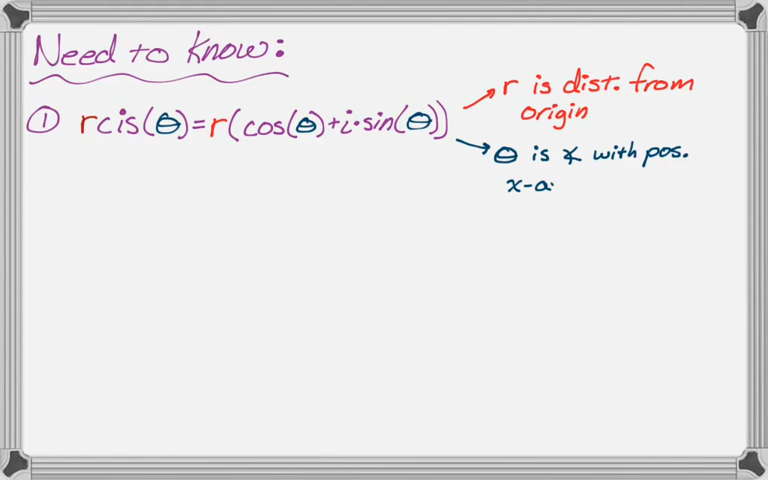 Need to know:
① rcis(θ)=r(cos(θ)+i·sin(θ))
r is dist. from
origin
θ is ∡ with pos.
x-a